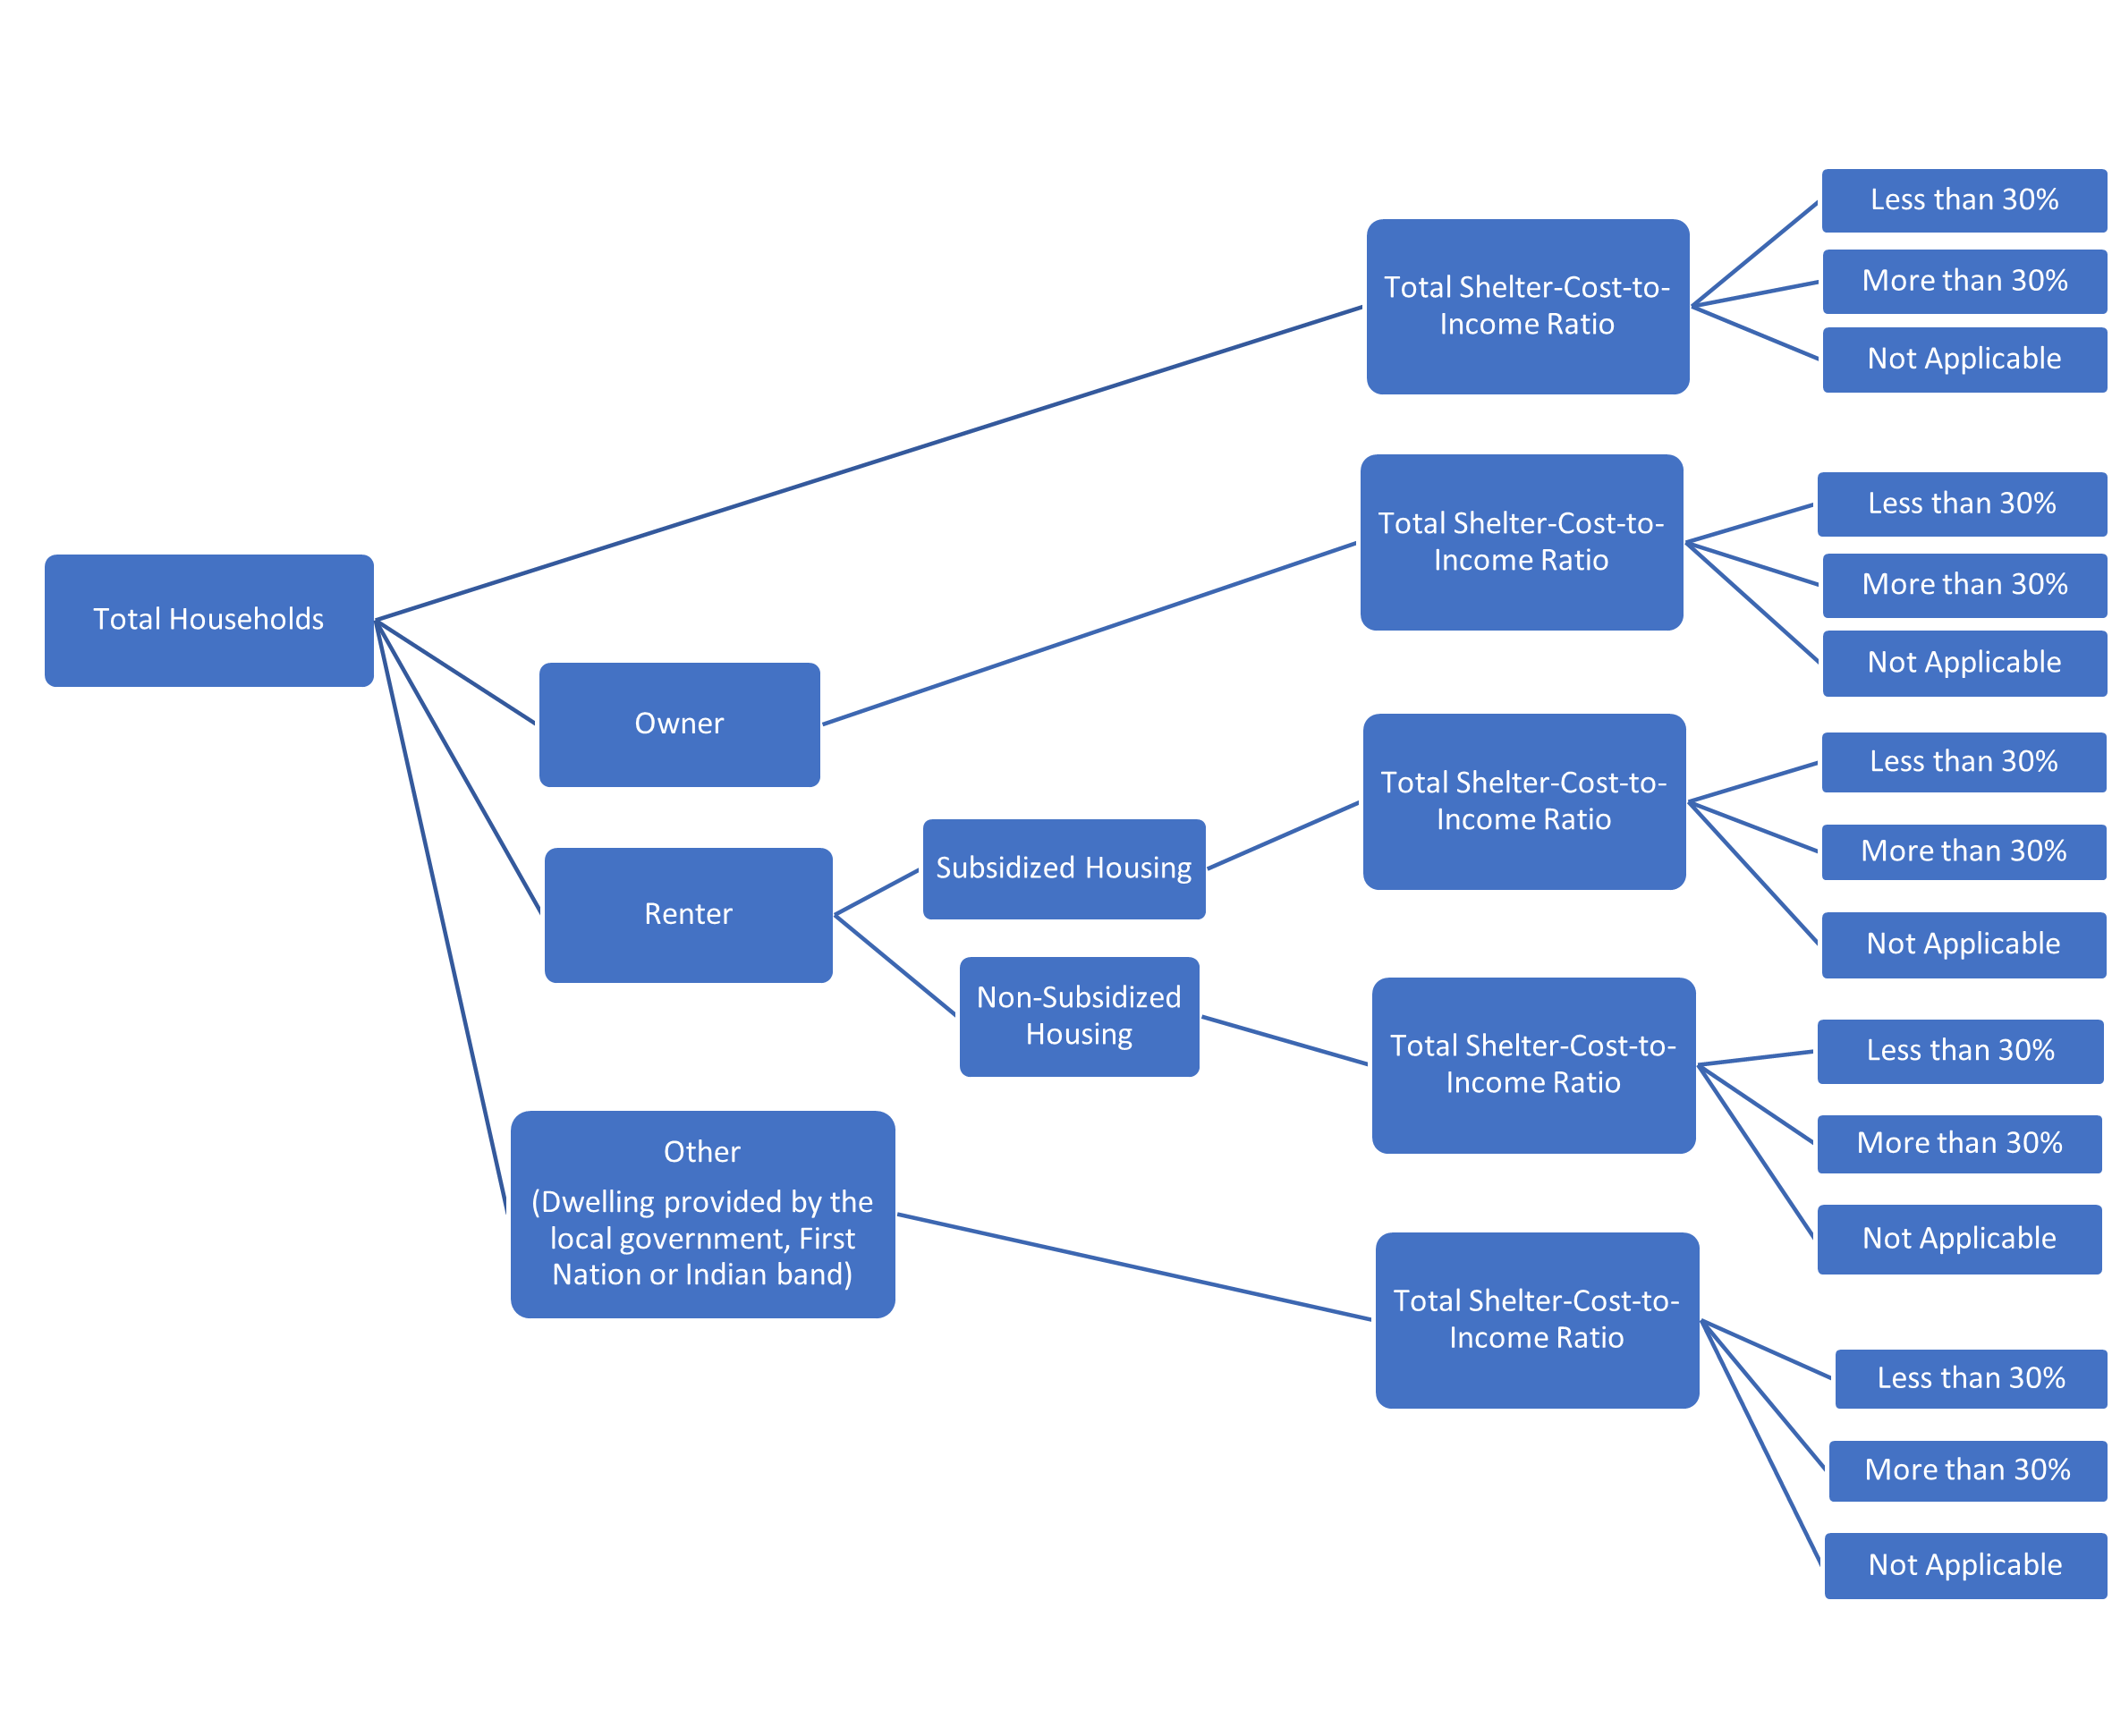 Total Households
Owner
Renter
Other
(Dwelling provided by the
local government, First
Nation or Indian band)
Subsidized Housing
Non-Subsidized
Housing
Total Shelter-Cost-to-
Income Ratio
Less than 30%
More than 30%
Not Applicable
Total Shelter-Cost-to-
Income Ratio
Less than 30%
More than 30%
Not Applicable
Total Shelter-Cost-to-
Income Ratio
Less than 30%
More than 30%
Not Applicable
Total Shelter-Cost-to-
Income Ratio
Less than 30%
More than 30%
Not Applicable
Total Shelter-Cost-to-
Income Ratio
Less than 30%
More than 30%
Not Applicable